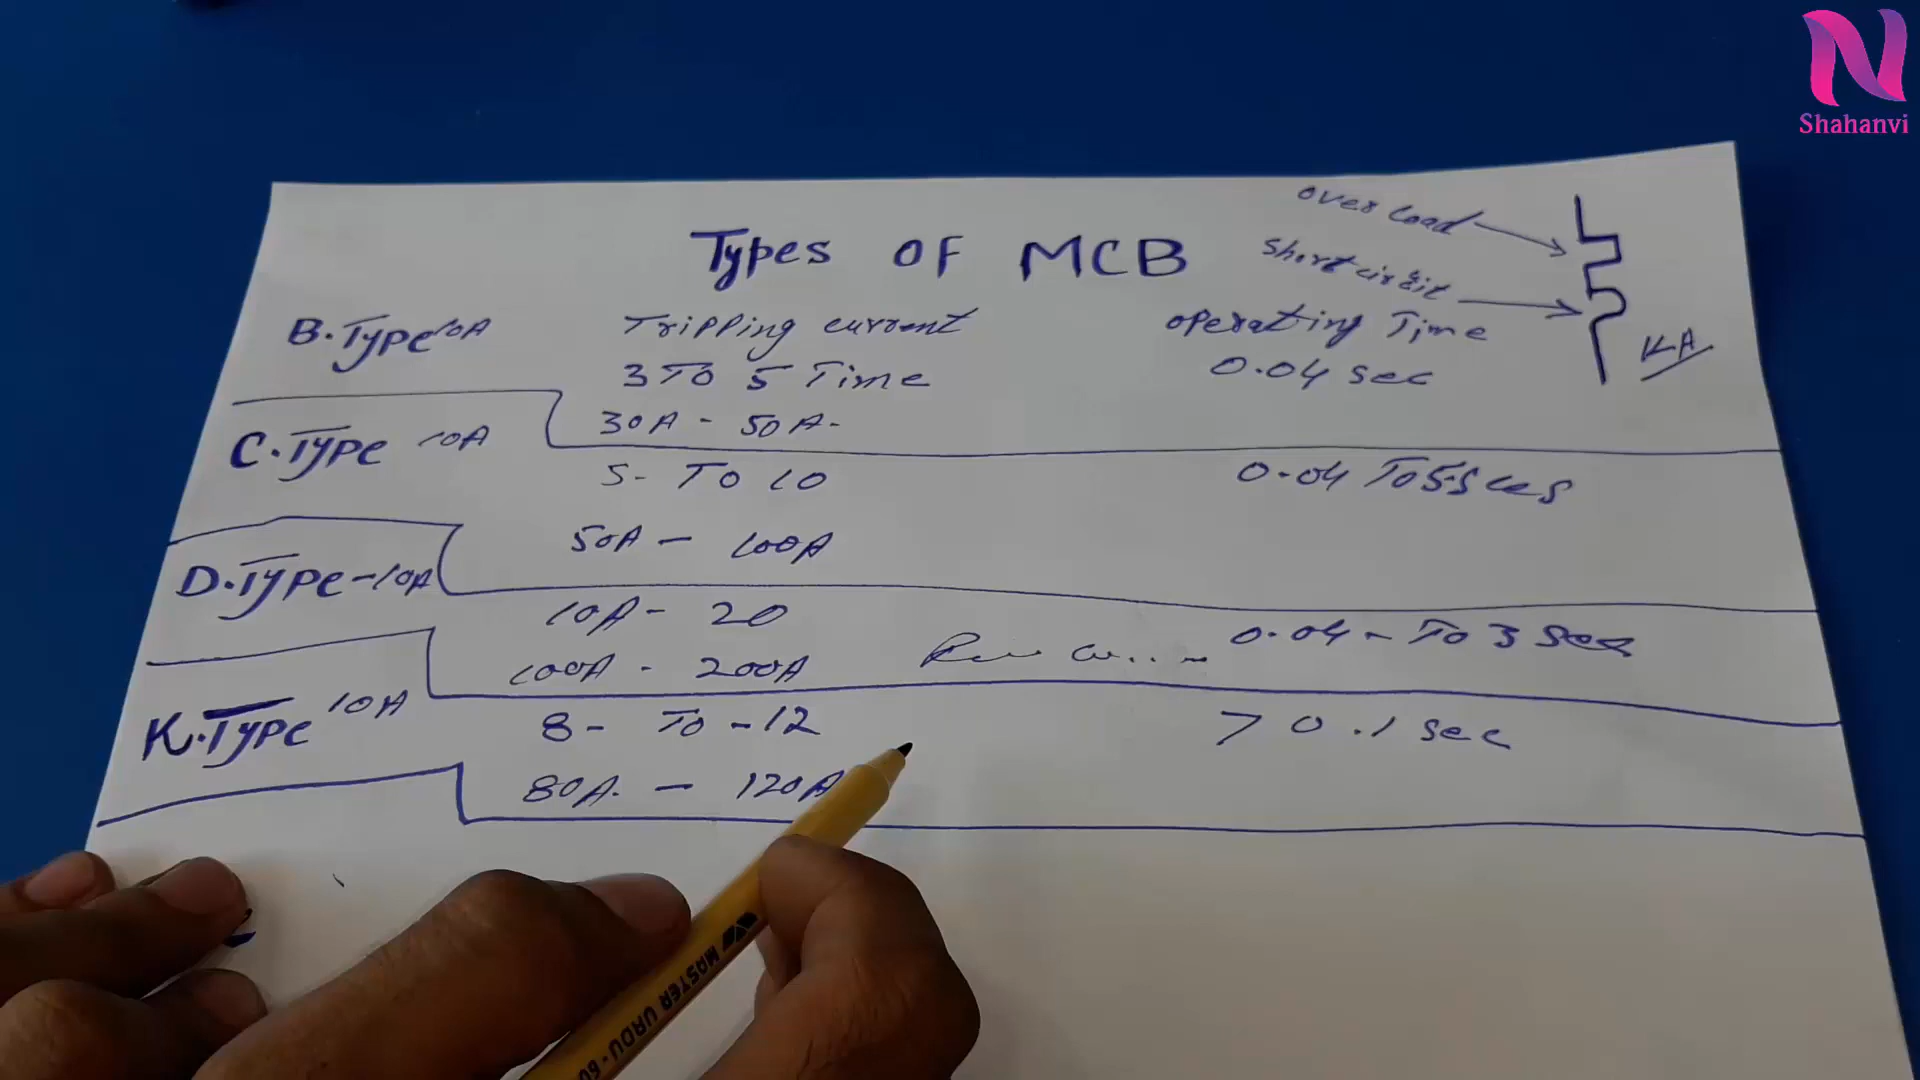 N
Shahanvi
Types OF MCB
over Load
Short circuit
KA
B.Type 10A
Tripping current
operating Time
3 To 5 Time
0.04 sec
30A - 50A-
C.Type 10A
5- To 10
0.04 To 5
50A - 100A
D.Type-10A
10A- 20
0.04 - To 3 Sec
100A - 200A
K.Type 10A
8- To -12
> 0.1 sec
80A. - 120A
MASTER URDU-60